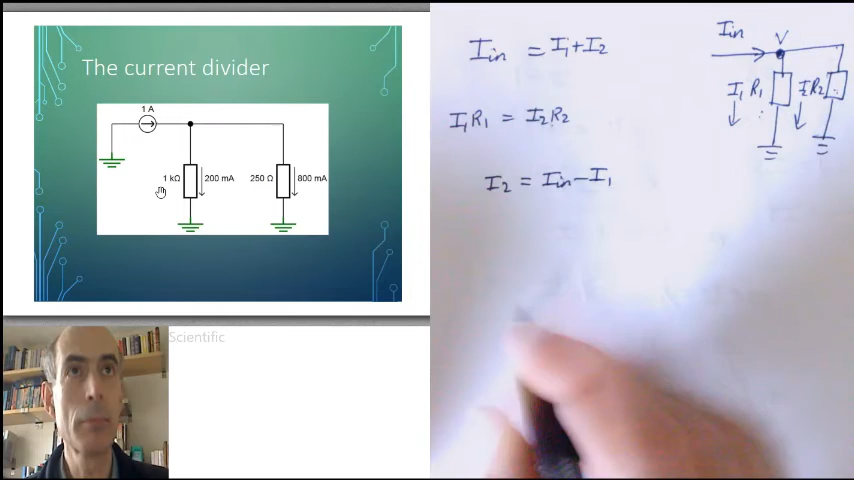 The current divider
1 A
1 kΩ
200 mA
250 Ω
800 mA
Scientific
Iin = I1+I2
I1R1 = I2R2
I2 = Iin-I1
Iin
V
I1 R1 I2 R2